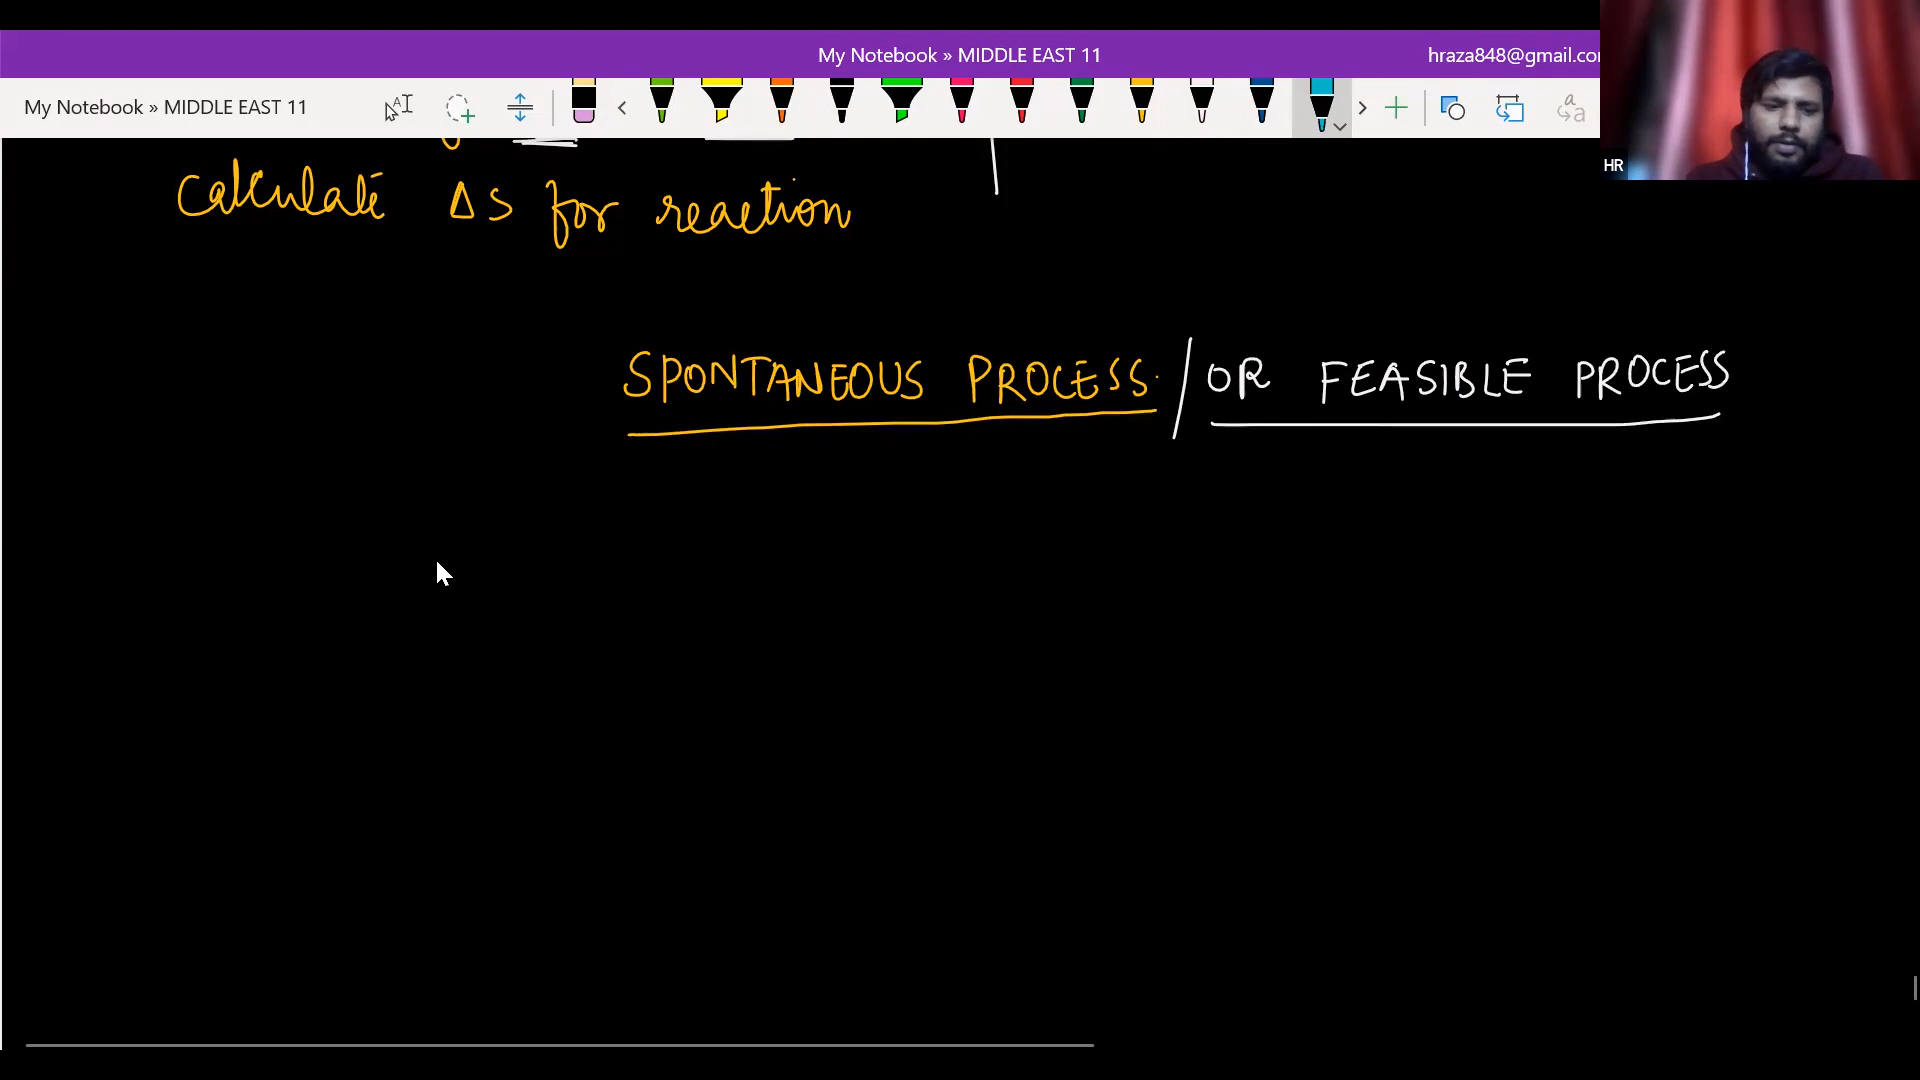 My Notebook » MIDDLE EAST 11
hraza848@gmail.co
My Notebook » MIDDLE EAST 11
HR
Calculate ΔS for reaction
SPONTANEOUS PROCESS. / OR FEASIBLE PROCESS